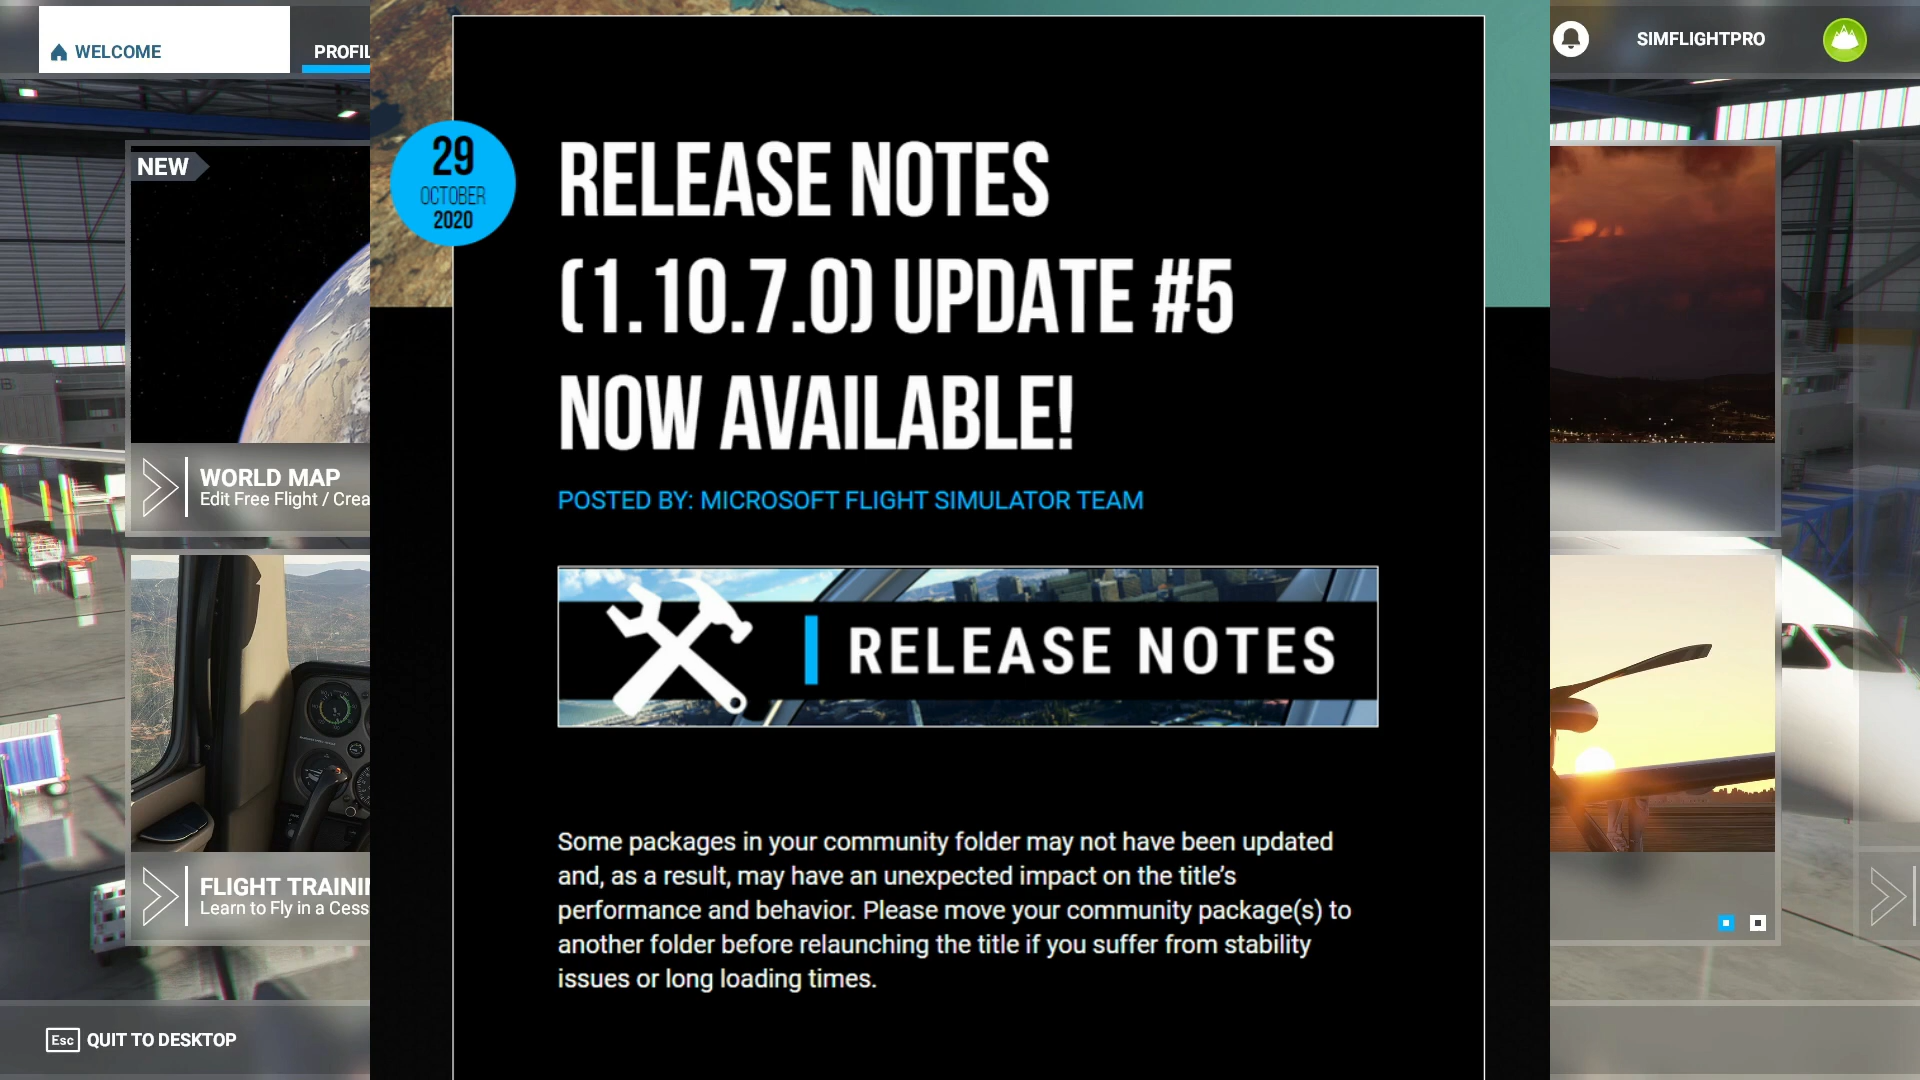 WELCOME
PROFIL
SIMFLIGHTPRO
NEW
WORLD MAP
Edit Free Flight / Crea
FLIGHT TRAINI
Learn to Fly in a Cess
Esc QUIT TO DESKTOP
29
OCTOBER
2020
RELEASE NOTES
(1.10.7.0) UPDATE #5
NOW AVAILABLE!
POSTED BY: MICROSOFT FLIGHT SIMULATOR TEAM
RELEASE NOTES
Some packages in your community folder may not have been updated
and, as a result, may have an unexpected impact on the title’s
performance and behavior. Please move your community package(s) to
another folder before relaunching the title if you suffer from stability
issues or long loading times.